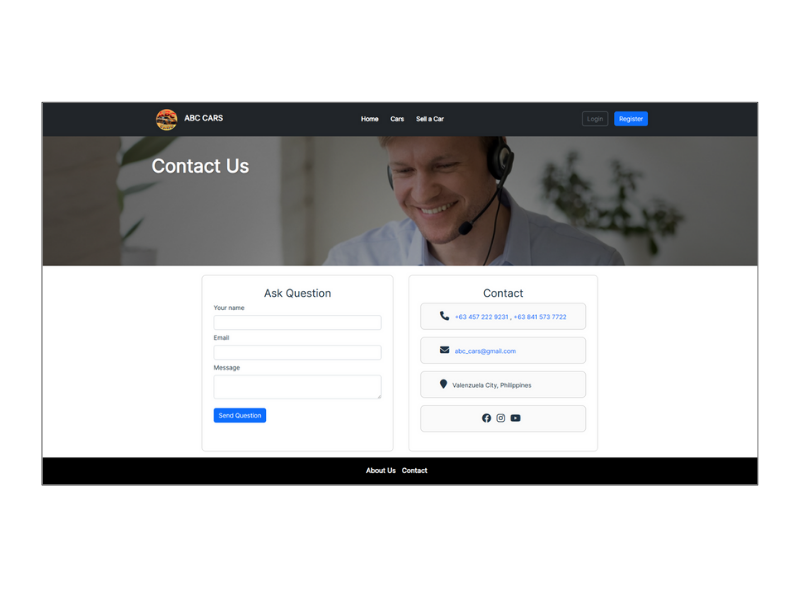 ABC CARS
Home Cars Sell a Car
Login Register
Contact Us
Ask Question
Your name
Email
Message
Send Question
Contact
+63 457 222 9231 , +63 841 573 7722
abc_cars@gmail.com
Valenzuela City, Philippines
About Us Contact